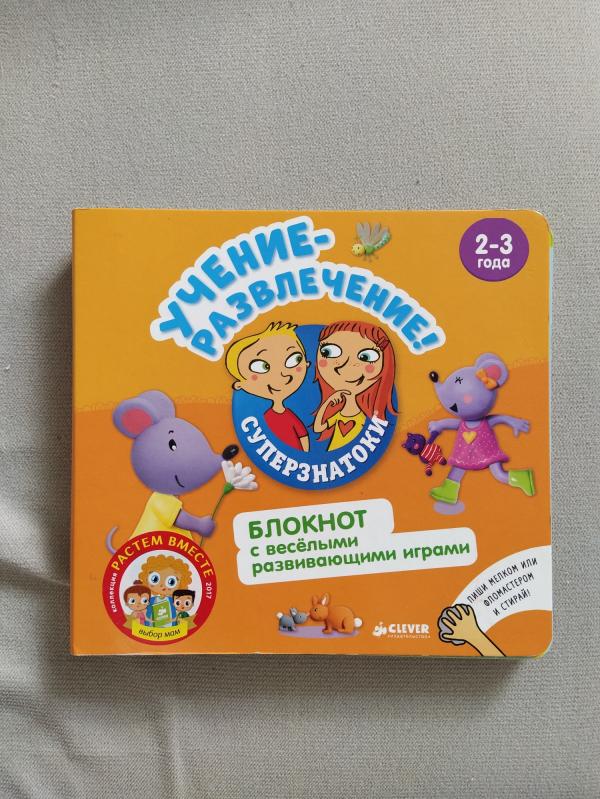 УЧЕНИЕ-
РАЗВЛЕЧЕНИЕ!
2-3
года
СУПЕРЗНАТОКИ
БЛОКНОТ
с весёлыми
развивающими играми
коллекция
РАСТЕМ ВМЕСТЕ
2017
выбор мам
ПИШИ МЕЛКОМ ИЛИ
ФЛОМАСТЕРОМ
И СТИРАЙ!
CLEVER
•издательство•